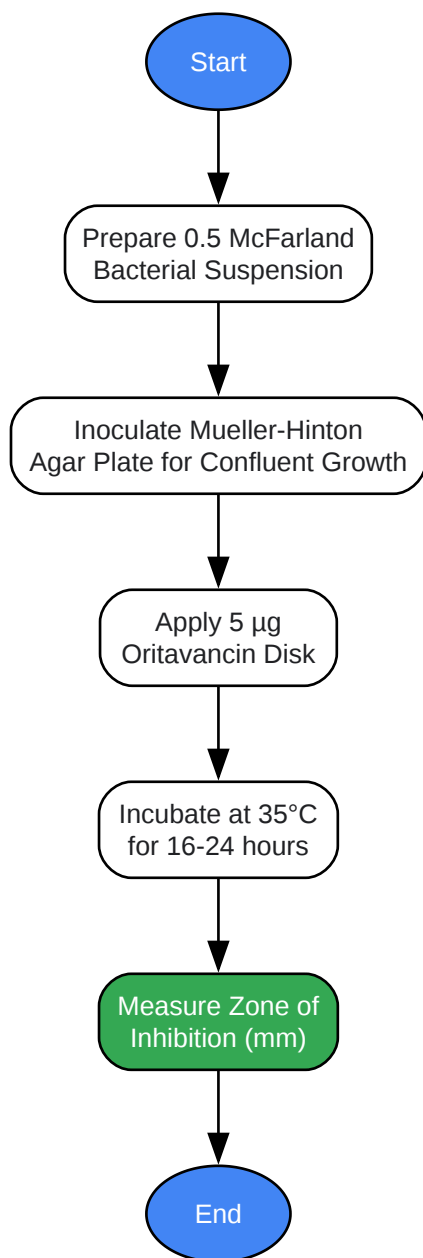 Start
Prepare 0.5 McFarland
Bacterial Suspension
Inoculate Mueller-Hinton
Agar Plate for Confluent Growth
Apply 5 µg
Oritavancin Disk
Incubate at 35°C
for 16-24 hours
Measure Zone of
Inhibition (mm)
End